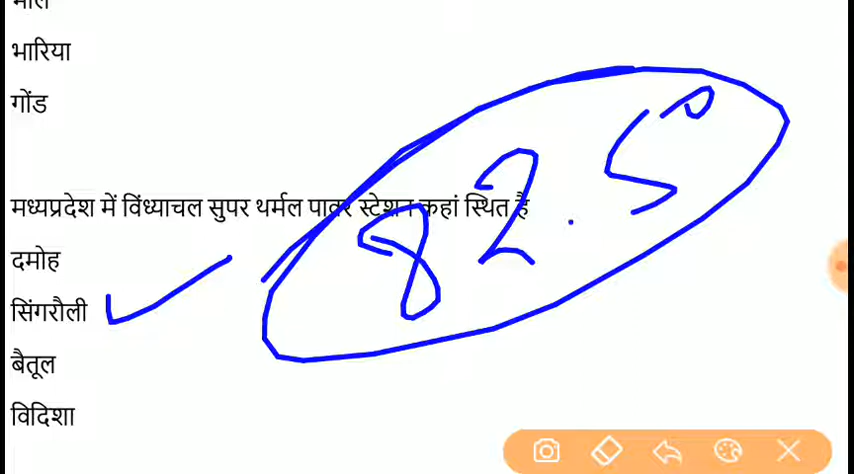 भारिया
गोंड
मध्यप्रदेश में विंध्याचल सुपर थर्मल पावर स्टेशन कहां स्थित है
82.5°
दमोह
सिंगरौली
बैतूल
विदिशा